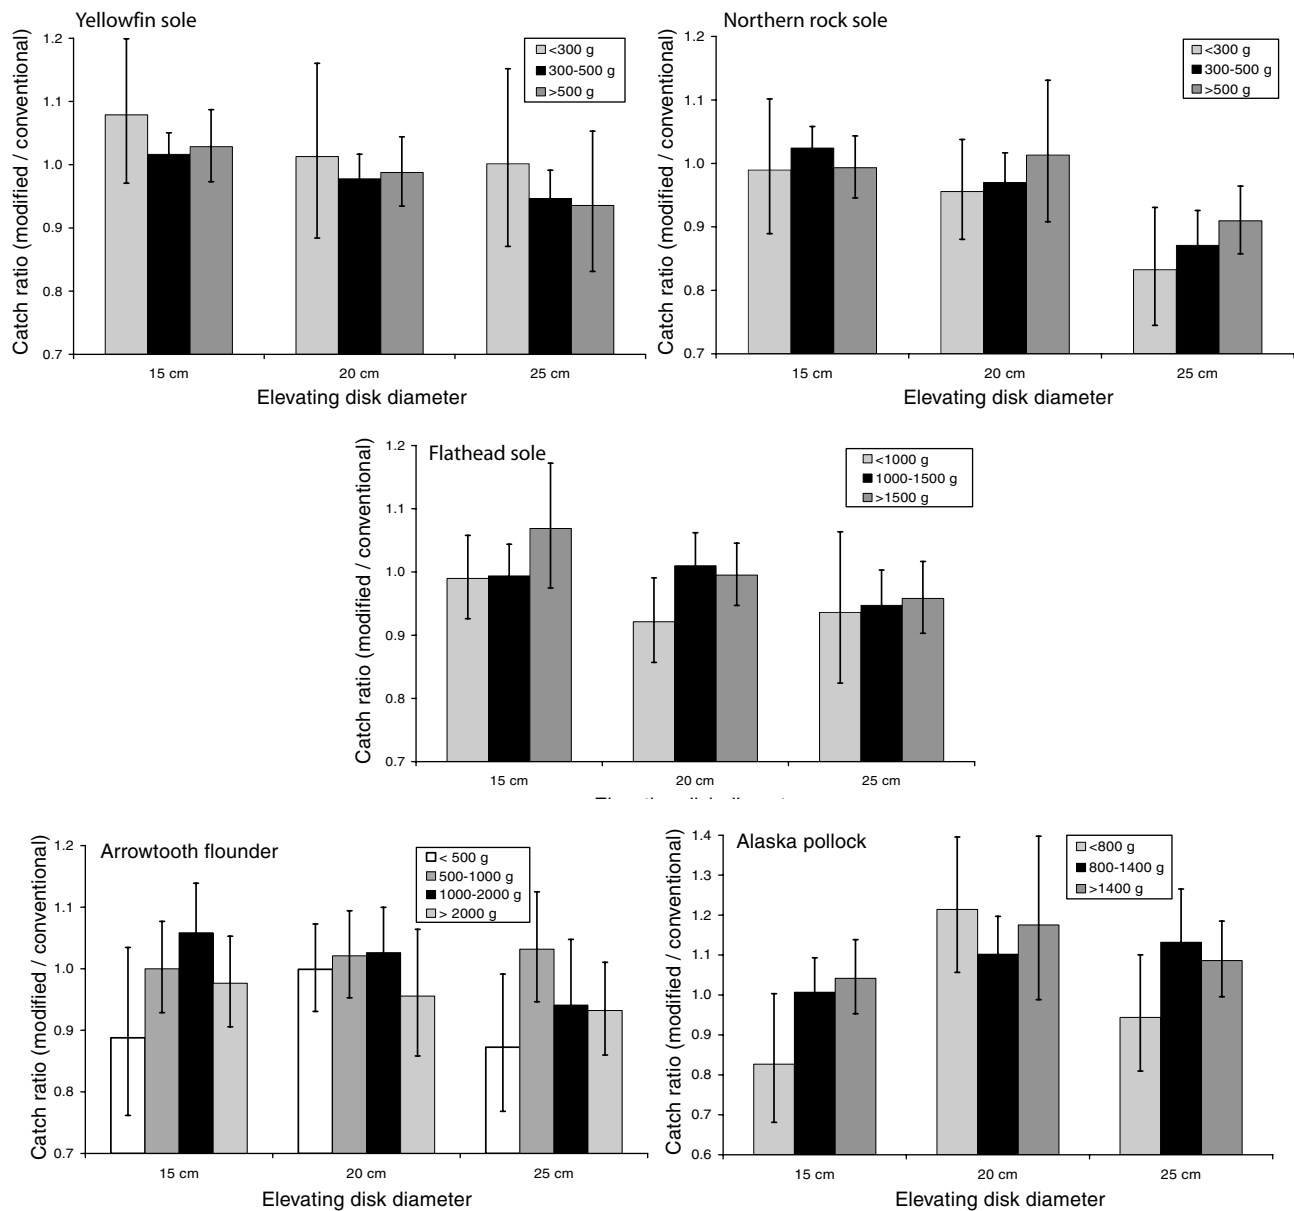 Yellowfin sole
Catch ratio (modified / conventional)
1.2
1.1
1.0
0.9
0.8
0.7
<300 g
300-500 g
>500 g
15 cm
20 cm
25 cm
Elevating disk diameter
Northern rock sole
Catch ratio (modified / conventional)
1.2
1.1
1.0
0.9
0.8
0.7
<300 g
300-500 g
>500 g
15 cm
20 cm
25 cm
Elevating disk diameter
Flathead sole
Catch ratio (modified / conventional)
1.2
1.1
1.0
0.9
0.8
0.7
<1000 g
1000-1500 g
>1500 g
15 cm
20 cm
25 cm
Arrowtooth flounder
Catch ratio (modified / conventional)
1.2
1.1
1.0
0.9
0.8
0.7
< 500 g
500-1000 g
1000-2000 g
> 2000 g
15 cm
20 cm
25 cm
Elevating disk diameter
Alaska pollock
Catch ratio (modified / conventional)
1.4
1.3
1.2
1.1
1.0
0.9
0.8
0.7
0.6
<800 g
800-1400 g
>1400 g
15 cm
20 cm
25 cm
Elevating disk diameter